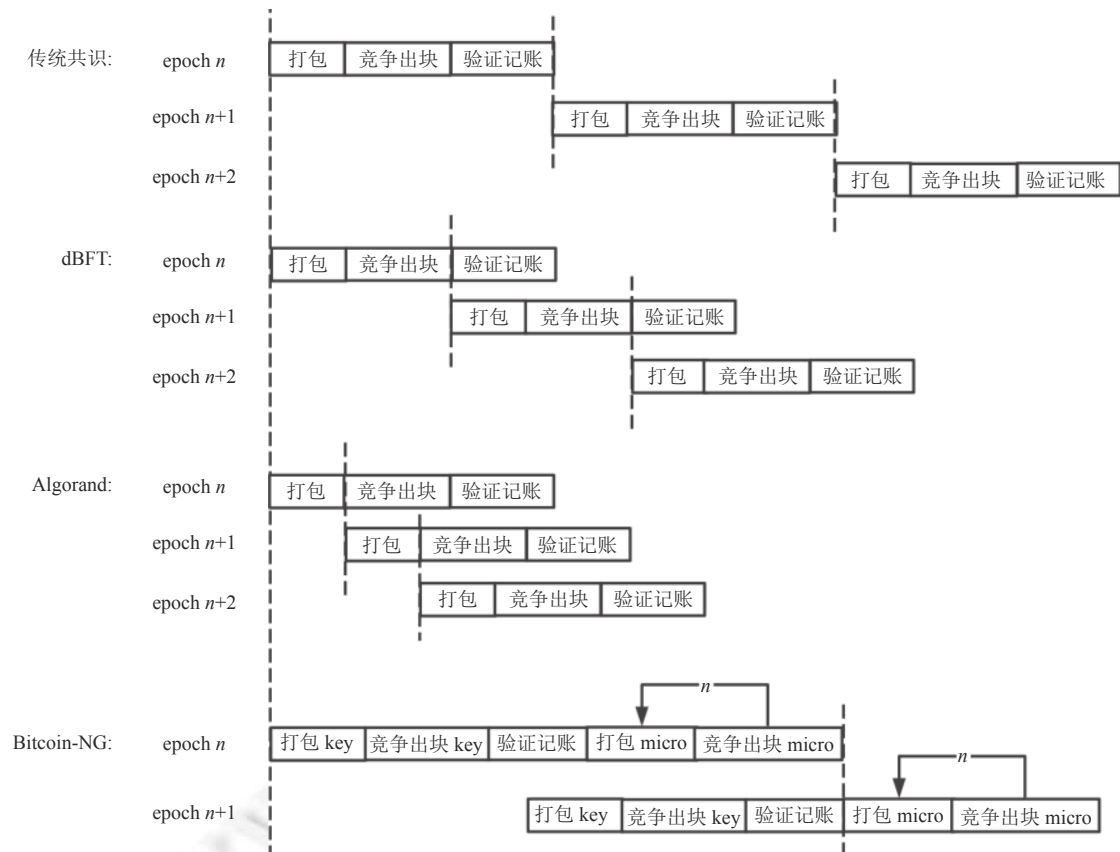 传统共识: epoch n 打包 竞争出块 验证记账
epoch n+1 打包 竞争出块 验证记账
epoch n+2 打包 竞争出块 验证记账
dBFT: epoch n 打包 竞争出块 验证记账
epoch n+1 打包 竞争出块 验证记账
epoch n+2 打包 竞争出块 验证记账
Algorand: epoch n 打包 竞争出块 验证记账
epoch n+1 打包 竞争出块 验证记账
epoch n+2 打包 竞争出块 验证记账
n
Bitcoin-NG: epoch n 打包 key 竞争出块 key 验证记账 打包 micro 竞争出块 micro
n
epoch n+1 打包 key 竞争出块 key 验证记账 打包 micro 竞争出块 micro